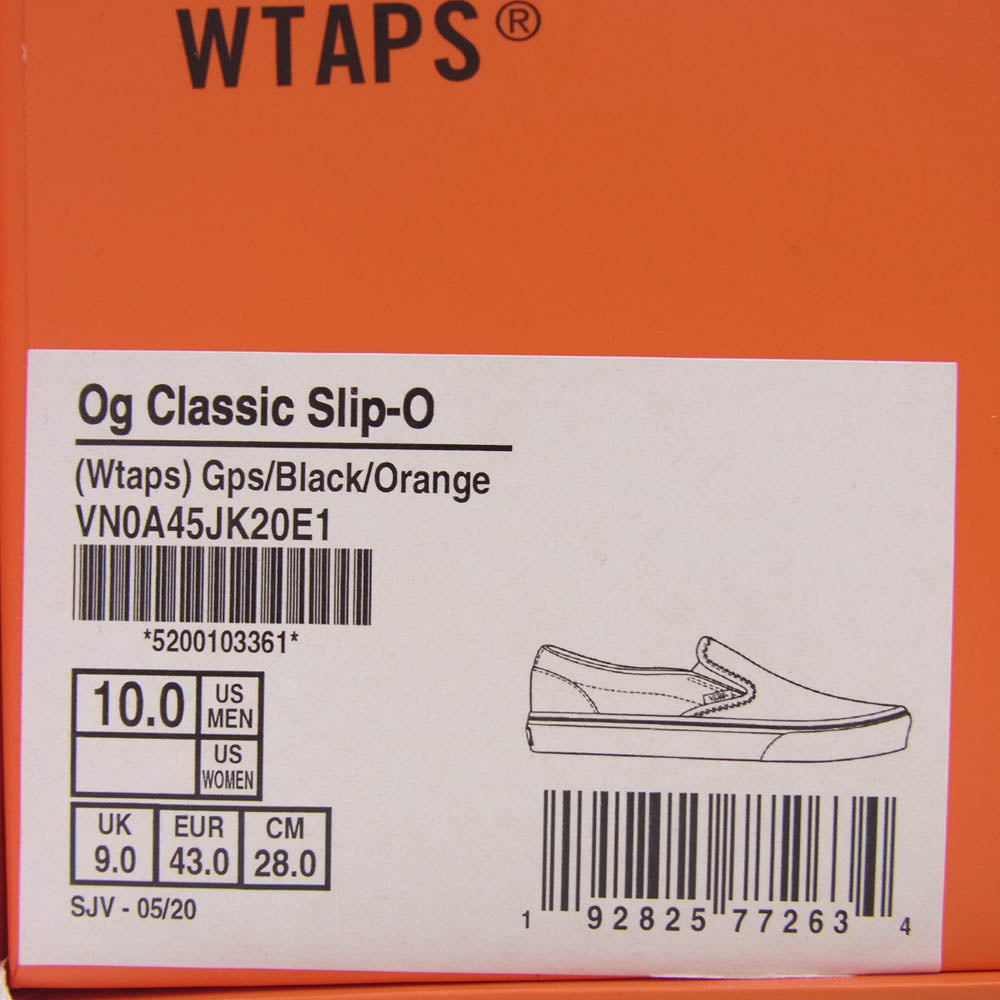 WTAPS®
Og Classic Slip-O
(Wtaps) Gps/Black/Orange
VN0A45JK20E1
*5200103361*
10.0 US MEN
US WOMEN
UK EUR CM
9.0 43.0 28.0
SJV - 05/20
VANS
1 92825 77263 4